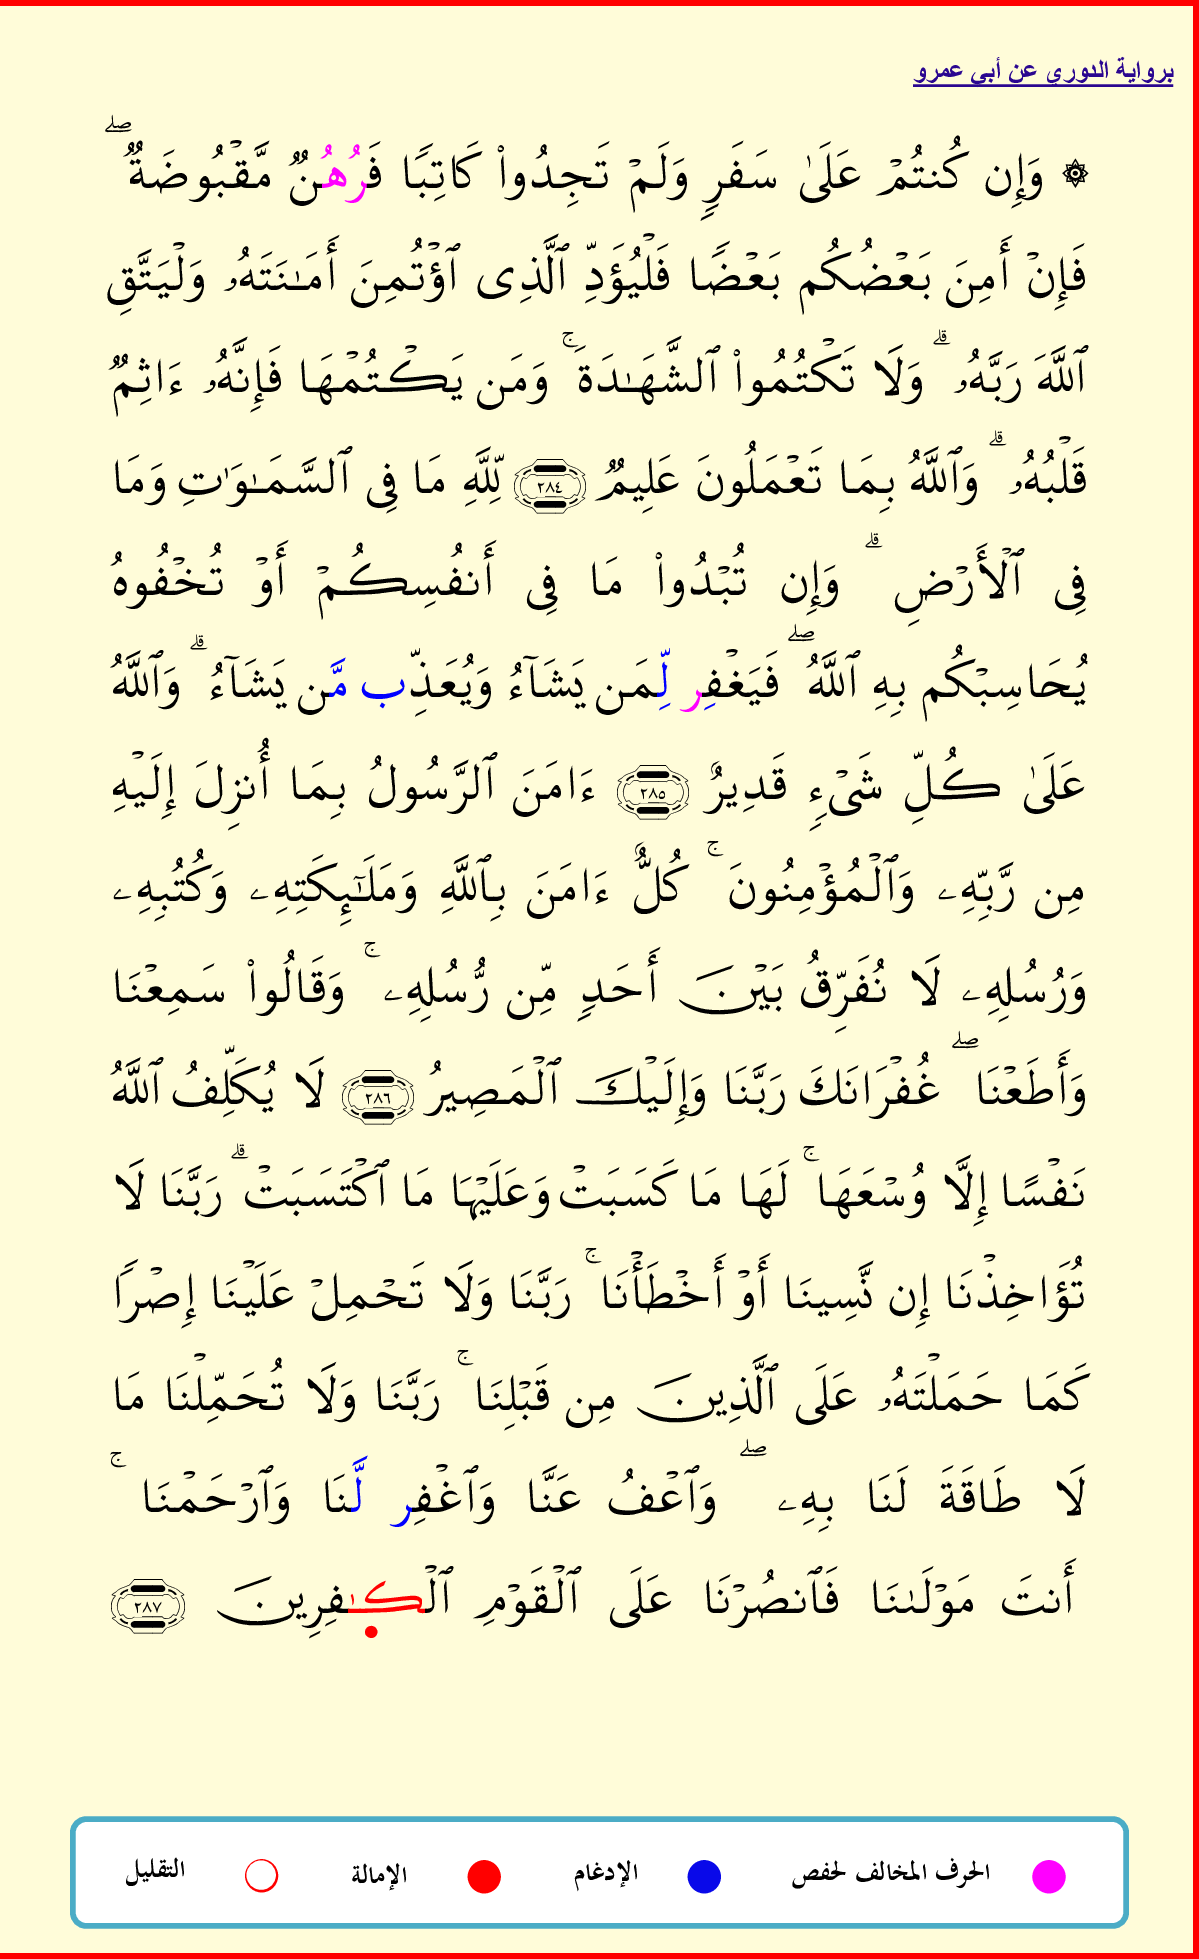 برواية الدوري عن أبي عمرو
۞ وَإِن كُنتُمْ عَلَىٰ سَفَرٍ وَلَمْ تَجِدُوا۟ كَاتِبًا فَرُهُنٌ مَّقْبُوضَةٌ ۖ
فَإِنْ أَمِنَ بَعْضُكُم بَعْضًا فَلْيُؤَدِّ ٱلَّذِى ٱؤْتُمِنَ أَمَـٰنَتَهُۥ وَلْيَتَّقِ
ٱللَّهَ رَبَّهُۥ ۗ وَلَا تَكْتُمُوا۟ ٱلشَّهَـٰدَةَ ۚ وَمَن يَكْتُمْهَا فَإِنَّهُۥ ءَاثِمٌ
قَلْبُهُۥ ۗ وَٱللَّهُ بِمَا تَعْمَلُونَ عَلِيمٌ ٢٨٤ لِّلَّهِ مَا فِى ٱلسَّمَـٰوَٰتِ وَمَا
فِى ٱلْأَرْضِ ۗ وَإِن تُبْدُوا۟ مَا فِى أَنفُسِكُمْ أَوْ تُخْفُوهُ
يُحَاسِبْكُم بِهِ ٱللَّهُ ۖ فَيَغْفِر لِّمَن يَشَآءُ وَيُعَذِّب مَّن يَشَآءُ ۗ وَٱللَّهُ
عَلَىٰ كُلِّ شَىْءٍ قَدِيرٌ ٢٨٥ ءَامَنَ ٱلرَّسُولُ بِمَا أُنزِلَ إِلَيْهِ
مِن رَّبِّهِۦ وَٱلْمُؤْمِنُونَ ۚ كُلٌّ ءَامَنَ بِٱللَّهِ وَمَلَـٰٓئِكَتِهِۦ وَكُتُبِهِۦ
وَرُسُلِهِۦ لَا نُفَرِّقُ بَيْنَ أَحَدٍ مِّن رُّسُلِهِۦ ۚ وَقَالُوا۟ سَمِعْنَا
وَأَطَعْنَا ۖ غُفْرَانَكَ رَبَّنَا وَإِلَيْكَ ٱلْمَصِيرُ ٢٨٦ لَا يُكَلِّفُ ٱللَّهُ
نَفْسًا إِلَّا وُسْعَهَا ۚ لَهَا مَا كَسَبَتْ وَعَلَيْهَا مَا ٱكْتَسَبَتْ ۗ رَبَّنَا لَا
تُؤَاخِذْنَا إِن نَّسِينَا أَوْ أَخْطَأْنَا ۚ رَبَّنَا وَلَا تَحْمِلْ عَلَيْنَا إِصْرًا
كَمَا حَمَلْتَهُۥ عَلَى ٱلَّذِينَ مِن قَبْلِنَا ۚ رَبَّنَا وَلَا تُحَمِّلْنَا مَا
لَا طَاقَةَ لَنَا بِهِۦ ۖ وَٱعْفُ عَنَّا وَٱغْفِر لَّنَا وَٱرْحَمْنَا ۚ
أَنتَ مَوْلَىٰنَا فَٱنصُرْنَا عَلَى ٱلْقَوْمِ ٱلْكَـٰفِرِينَ ٢٨٧
الحرف المخالف لحفص الإدغام الإمالة التقليل